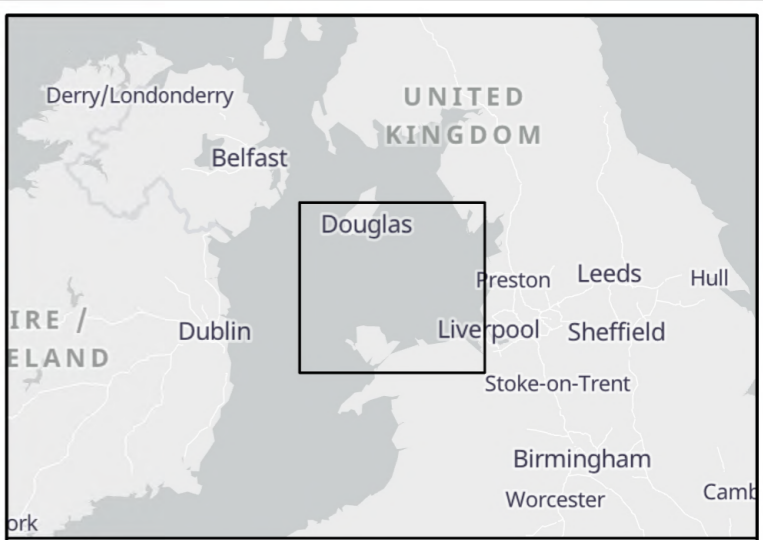 Derry/Londonderry
UNITED
KINGDOM
Belfast
Douglas
Preston
Leeds
Hull
IRE /
ELAND
Dublin
Liverpool
Sheffield
Stoke-on-Trent
Birmingham
Worcester
Camb
ork